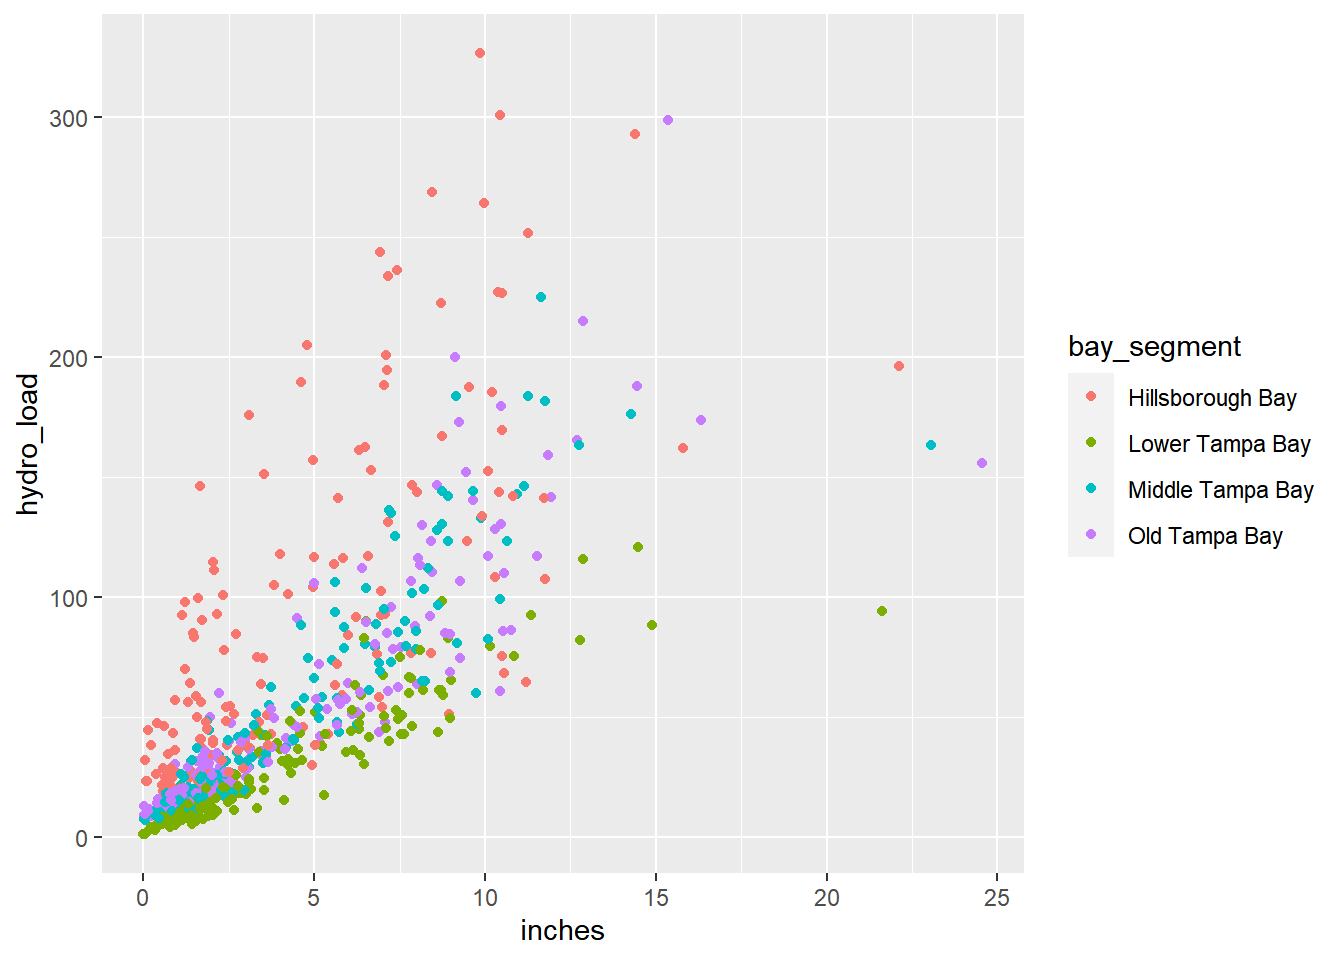 300
200
100
0
hydro_load
0 5 10 15 20 25
inches
bay_segment
Hillsborough Bay
Lower Tampa Bay
Middle Tampa Bay
Old Tampa Bay